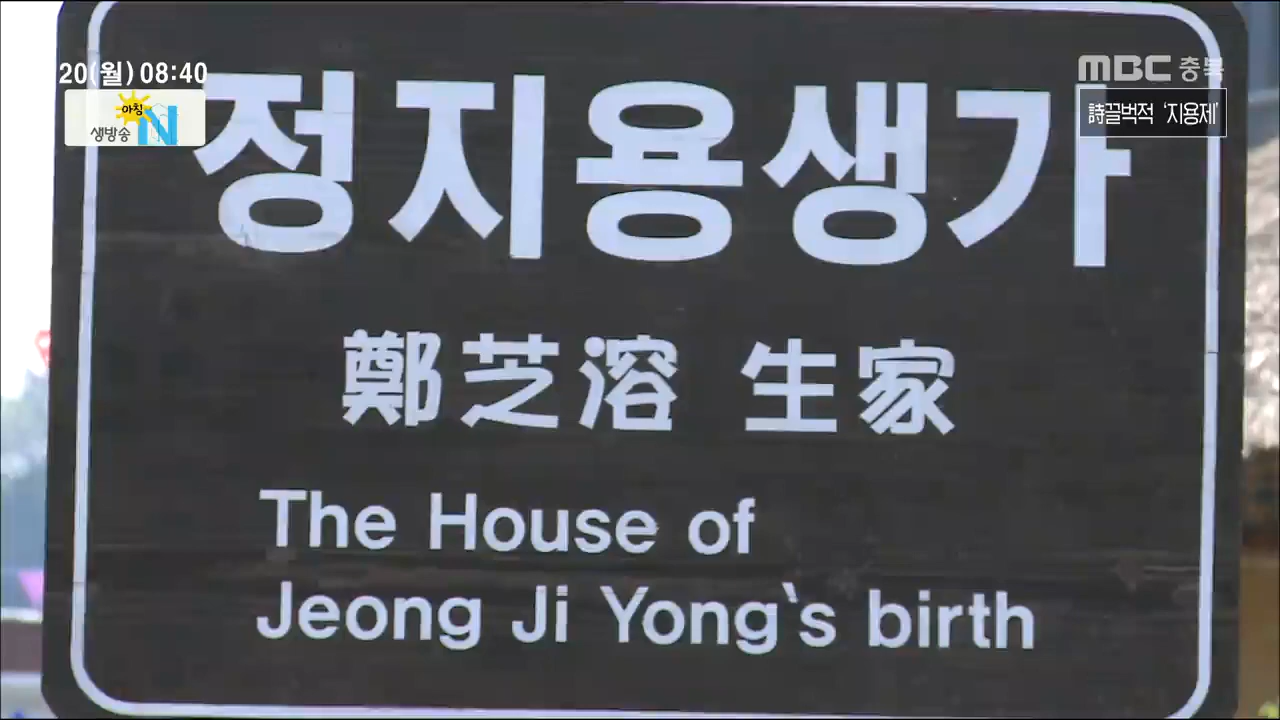 20(월) 08:40
아침
생방송 N
MBC 충북
詩끌벅적 '지용제'
정지용생가
鄭芝溶 生家
The House of
Jeong Ji Yong`s birth